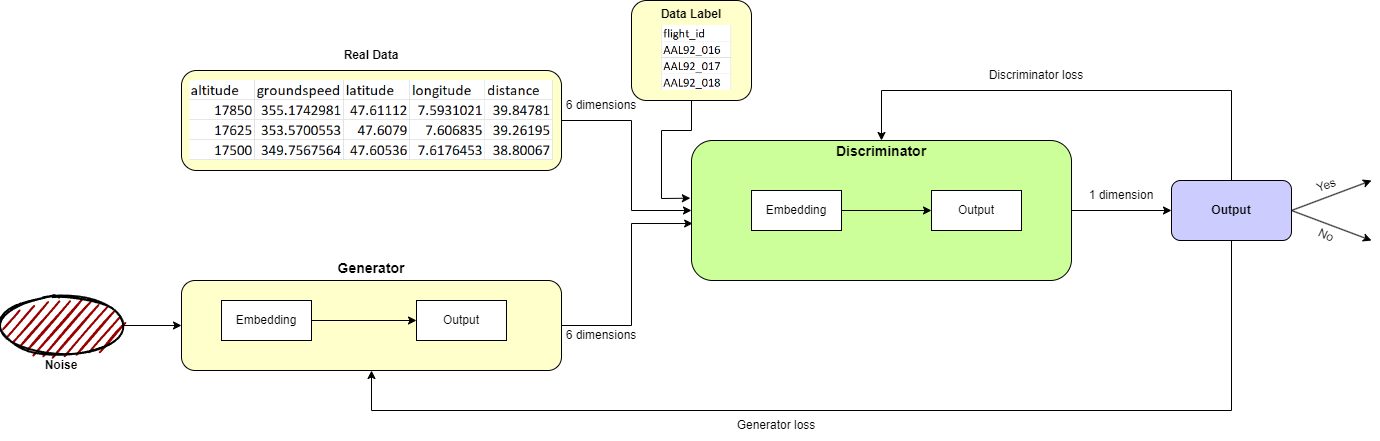 Data Label
flight_id
AAL92_016
AAL92_017
AAL92_018
Real Data
altitude groundspeed latitude longitude distance
17850 355.1742981 47.61112 7.5931021 39.84781
17625 353.5700553 47.6079 7.606835 39.26195
17500 349.7567564 47.60536 7.6176453 38.80067
6 dimensions
Discriminator loss
Discriminator
Embedding
Output
1 dimension
Output
Yes
No
Generator
Embedding
Output
6 dimensions
Noise
Generator loss